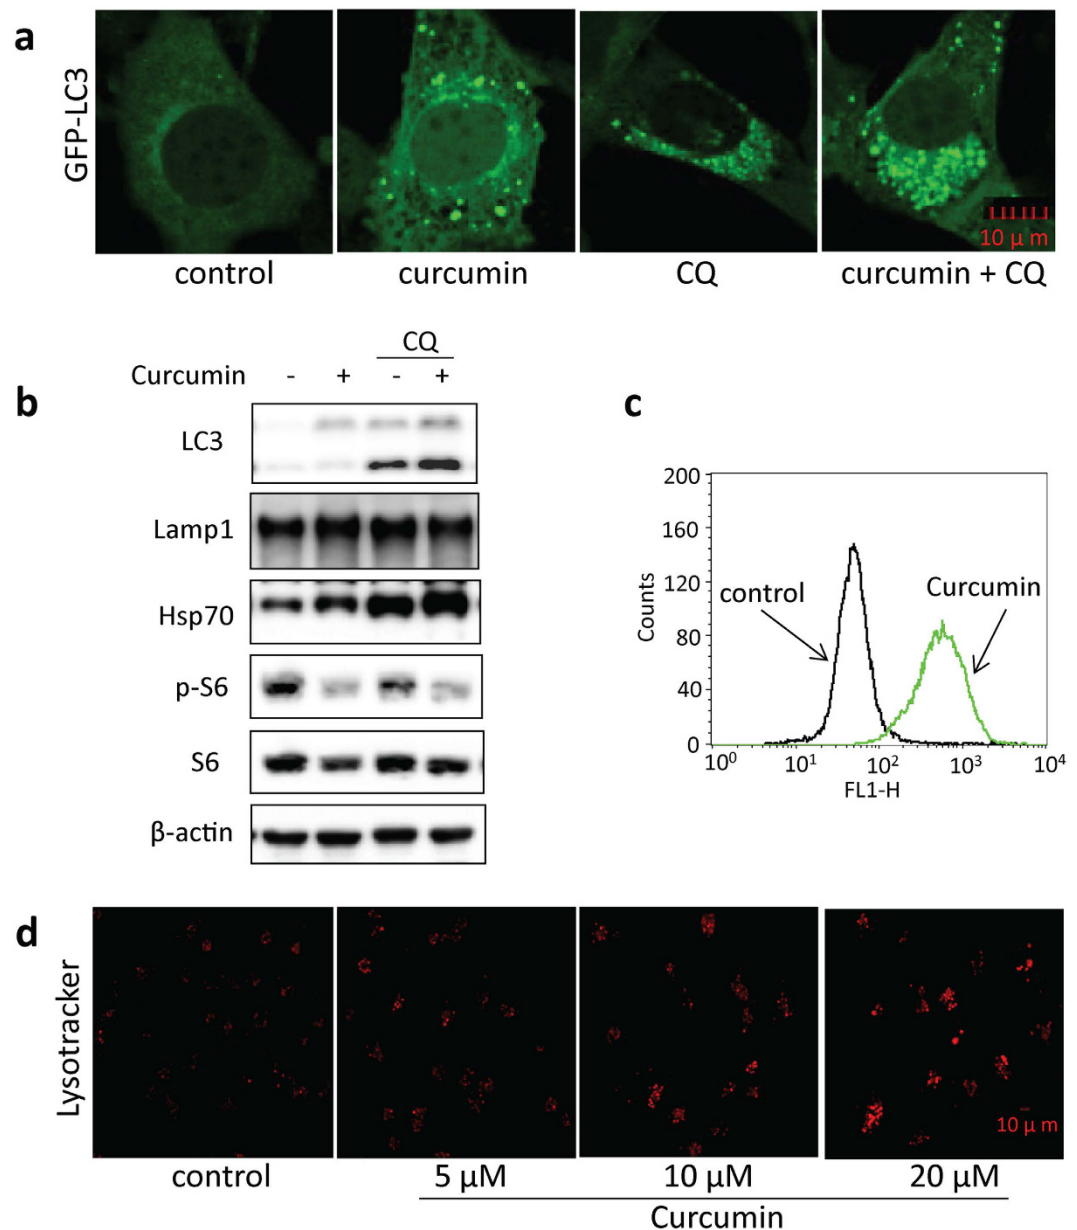 a
GFP-LC3
10 μ m
control
curcumin
CQ
curcumin + CQ
b
CQ
Curcumin - + - +
LC3
Lamp1
Hsp70
p-S6
S6
β-actin
c
200
160
120
80
40
0
Counts
control
Curcumin
10⁰ 10¹ 10² 10³ 10⁴
FL1-H
d
Lysotracker
10 μ m
control
5 μM
10 μM
20 μM
Curcumin